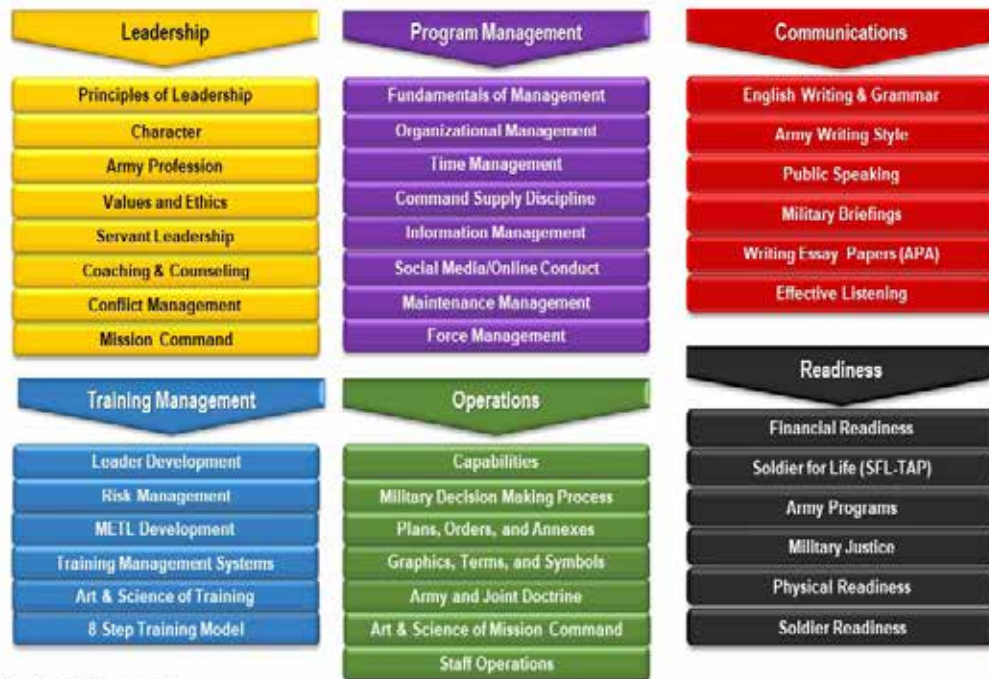 Leadership
Principles of Leadership
Character
Army Profession
Values and Ethics
Servant Leadership
Coaching & Counseling
Conflict Management
Mission Command
Program Management
Fundamentals of Management
Organizational Management
Time Management
Command Supply Discipline
Information Management
Social Media/Online Conduct
Maintenance Management
Force Management
Communications
English Writing & Grammar
Army Writing Style
Public Speaking
Military Briefings
Writing Essay Papers (APA)
Effective Listening
Training Management
Leader Development
Risk Management
METL Development
Training Management Systems
Art & Science of Training
8 Step Training Model
Operations
Capabilities
Military Decision Making Process
Plans, Orders, and Annexes
Graphics, Terms, and Symbols
Army and Joint Doctrine
Art & Science of Mission Command
Staff Operations
Readiness
Financial Readiness
Soldier for Life (SFL-TAP)
Army Programs
Military Justice
Physical Readiness
Soldier Readiness